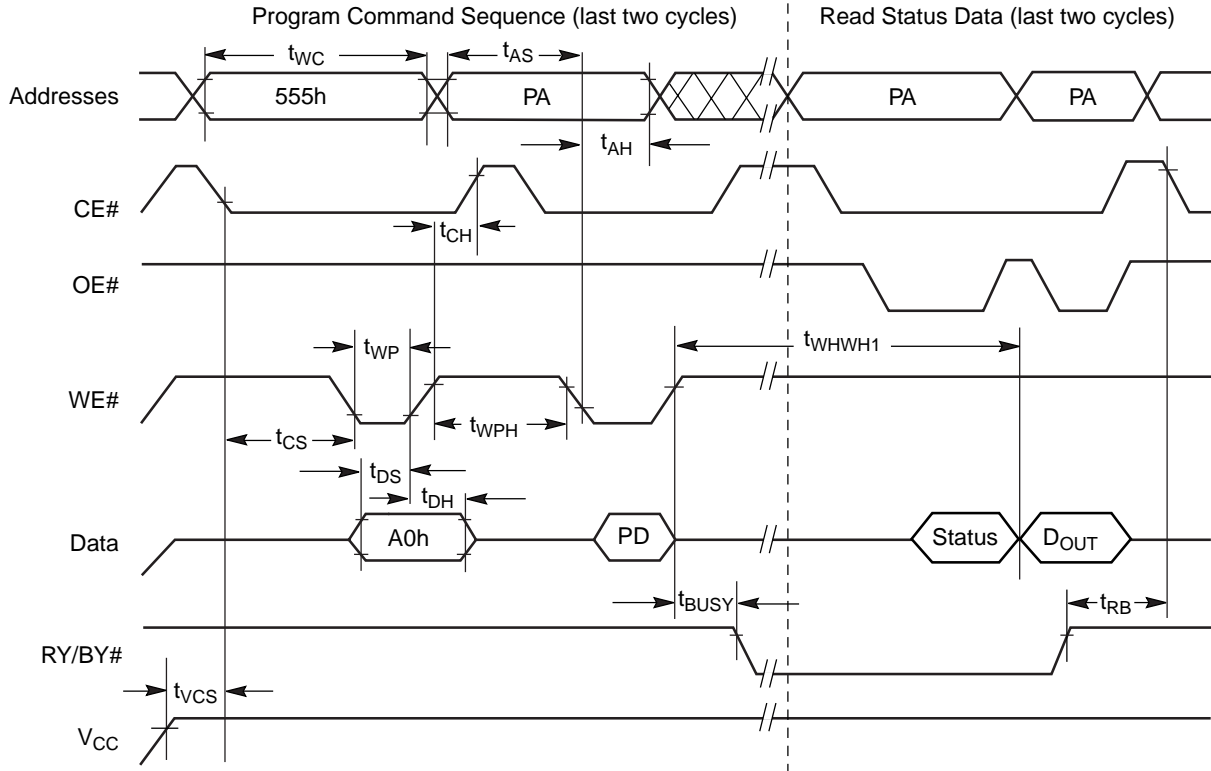 Program Command Sequence (last two cycles)
Read Status Data (last two cycles)
tWC
tAS
Addresses
555h
PA
PA
PA
tAH
CE#
tCH
OE#
tWP
tWHWH1
WE#
tCS
tWPH
tDS
tDH
Data
A0h
PD
Status
DOUT
tBUSY
tRB
RY/BY#
tVCS
VCC